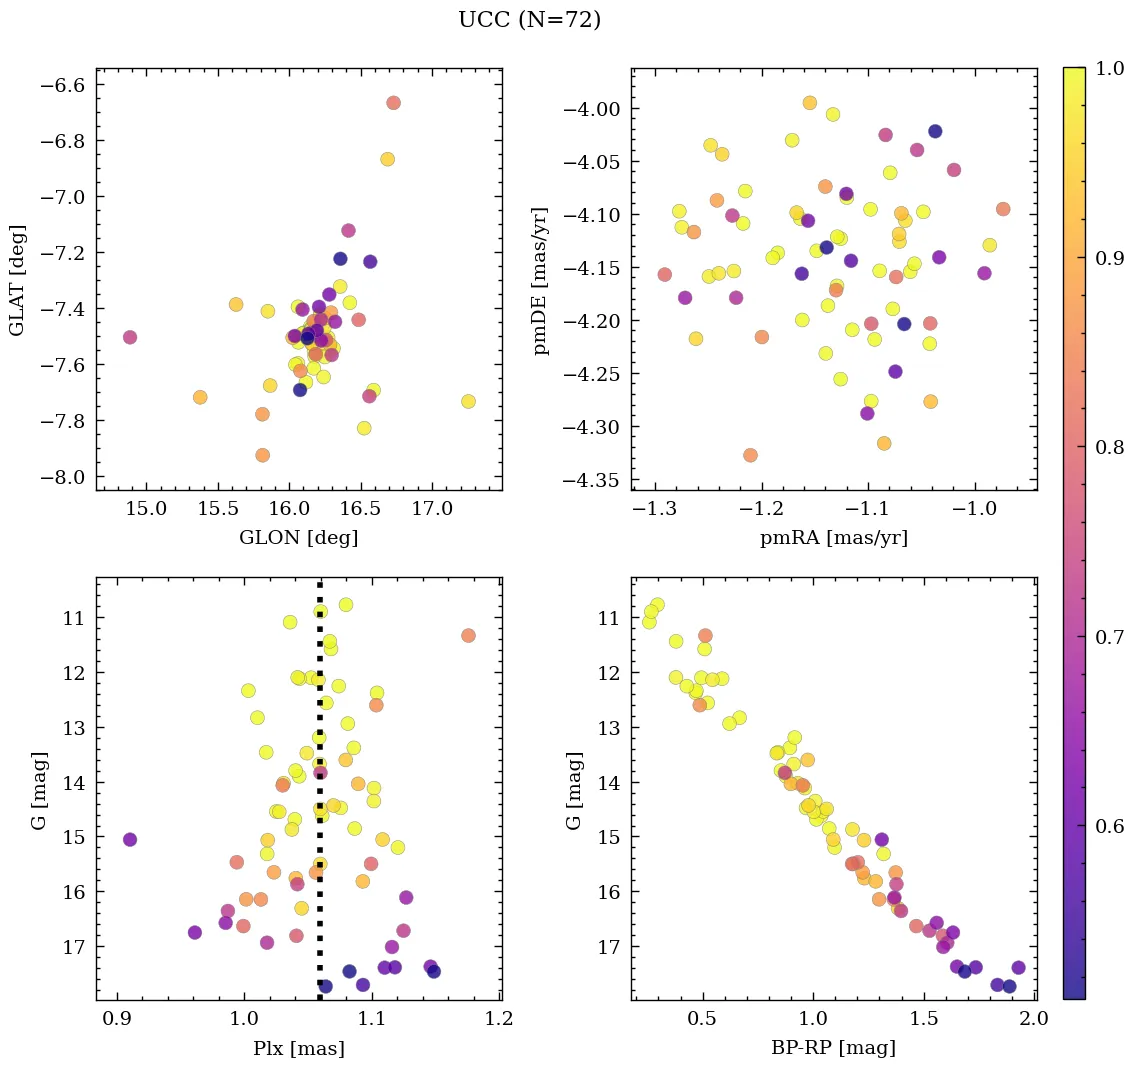 UCC (N=72)
−6.6
−6.8
−7.0
−7.2
−7.4
−7.6
−7.8
−8.0
GLAT [deg]
15.0 15.5 16.0 16.5 17.0
GLON [deg]
−4.00
−4.05
−4.10
−4.15
−4.20
−4.25
−4.30
−4.35
pmDE [mas/yr]
−1.3 −1.2 −1.1 −1.0
pmRA [mas/yr]
1.0
0.9
0.8
0.7
0.6
11
12
13
14
15
16
17
G [mag]
0.9 1.0 1.1 1.2
Plx [mas]
11
12
13
14
15
16
17
G [mag]
0.5 1.0 1.5 2.0
BP-RP [mag]